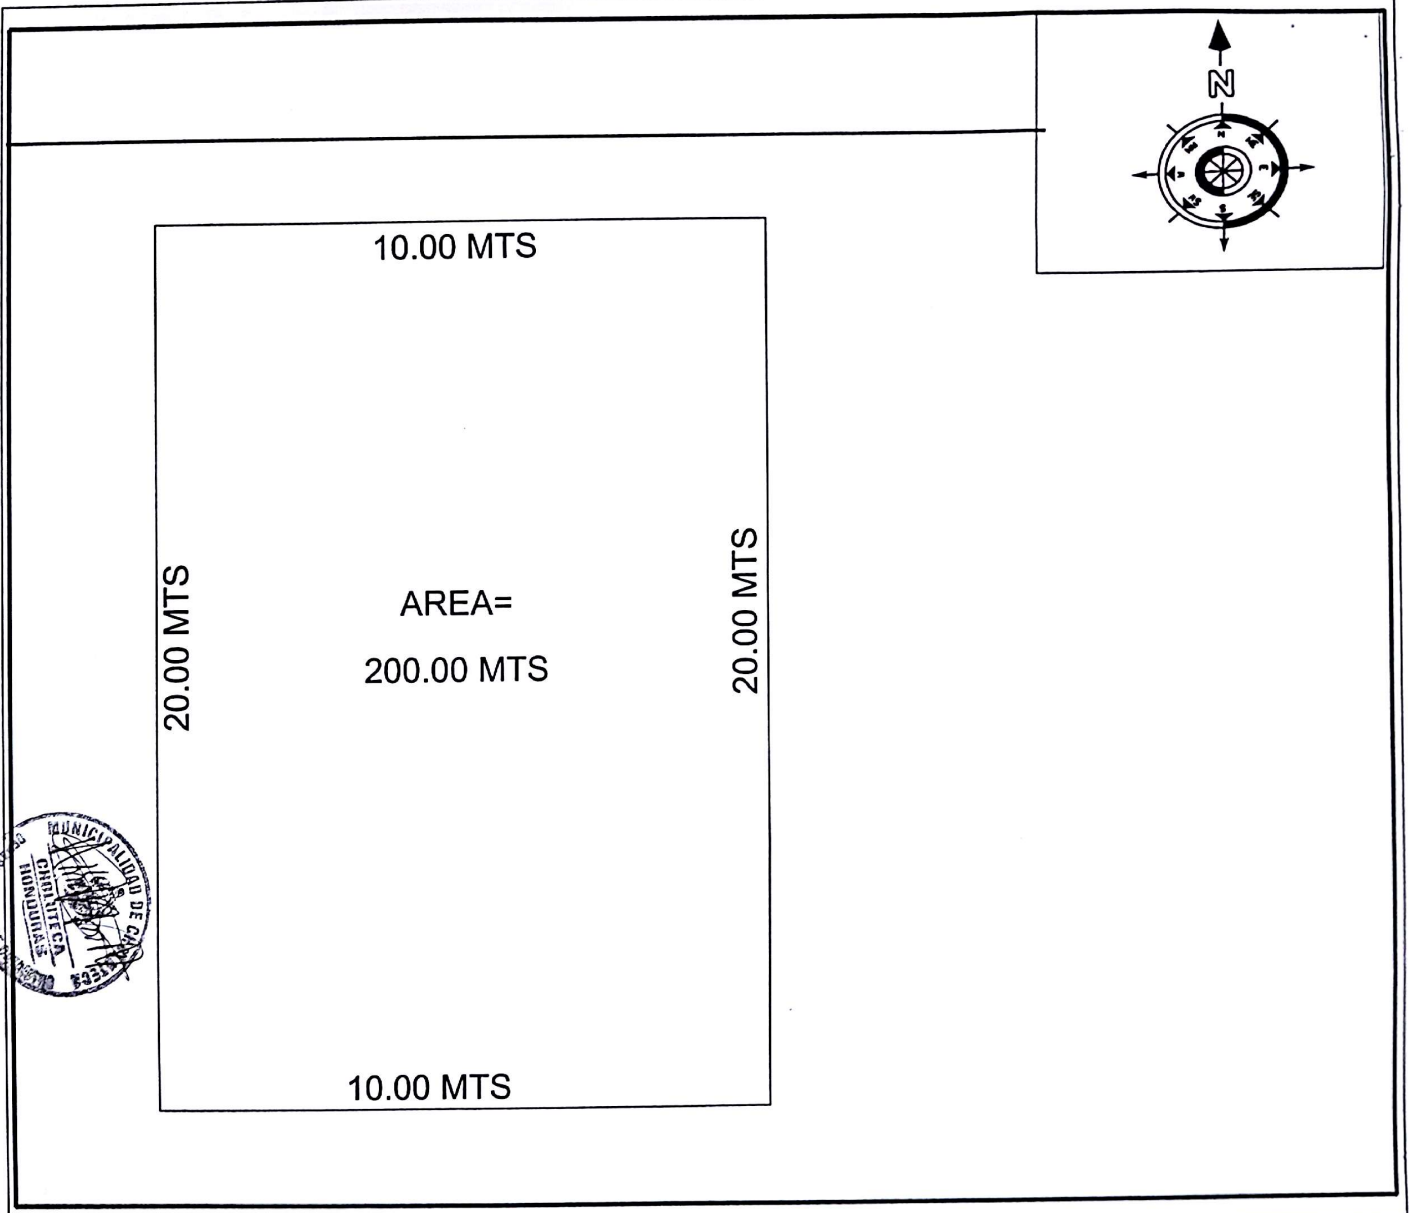 N
10.00 MTS
20.00 MTS
AREA=
200.00 MTS
20.00 MTS
10.00 MTS
MUNICIPALIDAD DE CHOLUTECA
CHOLUTECA
HONDURAS
N
E
S